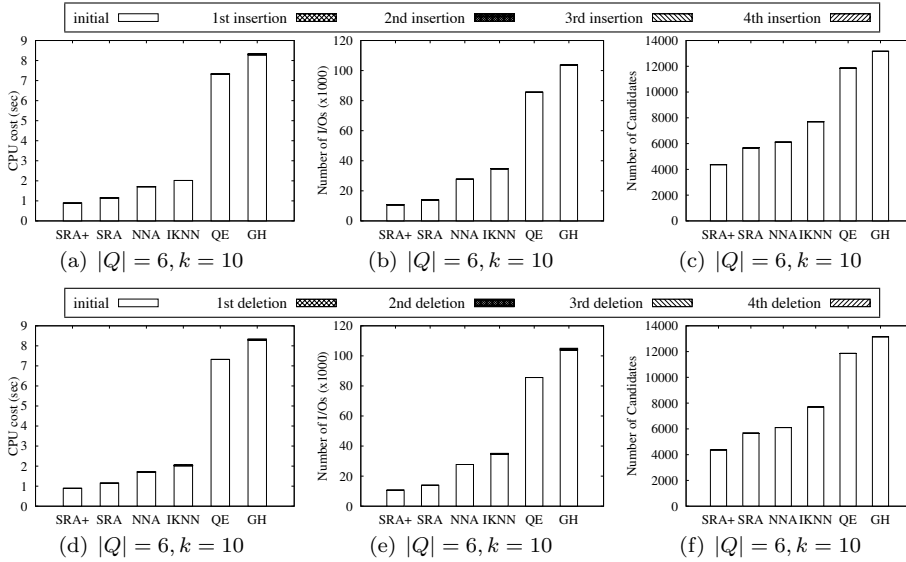 initial 1st insertion 2nd insertion 3rd insertion 4th insertion
CPU cost (sec)
9
8
7
6
5
4
3
2
1
0
SRA+ SRA NNA IKNN QE GH
(a) |Q| = 6, k = 10
Number of I/Os (x1000)
120
100
80
60
40
20
0
SRA+ SRA NNA IKNN QE GH
(b) |Q| = 6, k = 10
Number of Candidates
14000
12000
10000
8000
6000
4000
2000
0
SRA+ SRA NNA IKNN QE GH
(c) |Q| = 6, k = 10
initial 1st deletion 2nd deletion 3rd deletion 4th deletion
CPU cost (sec)
9
8
7
6
5
4
3
2
1
0
SRA+ SRA NNA IKNN QE GH
(d) |Q| = 6, k = 10
Number of I/Os (x1000)
120
100
80
60
40
20
0
SRA+ SRA NNA IKNN QE GH
(e) |Q| = 6, k = 10
Number of Candidates
14000
12000
10000
8000
6000
4000
2000
0
SRA+ SRA NNA IKNN QE GH
(f) |Q| = 6, k = 10